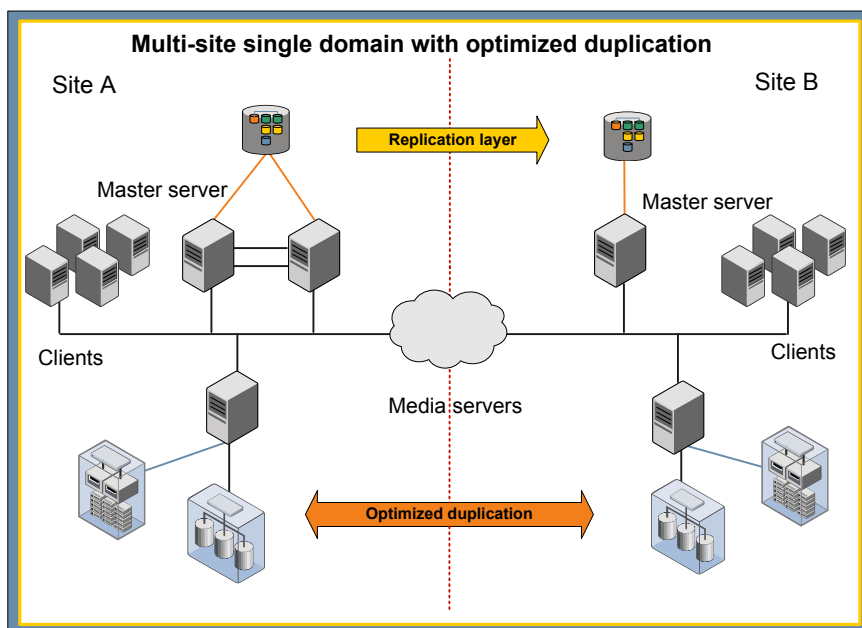 Multi-site single domain with optimized duplication
Site A
Site B
Replication layer
Master server
Master server
Clients
Clients
Media servers
Optimized duplication